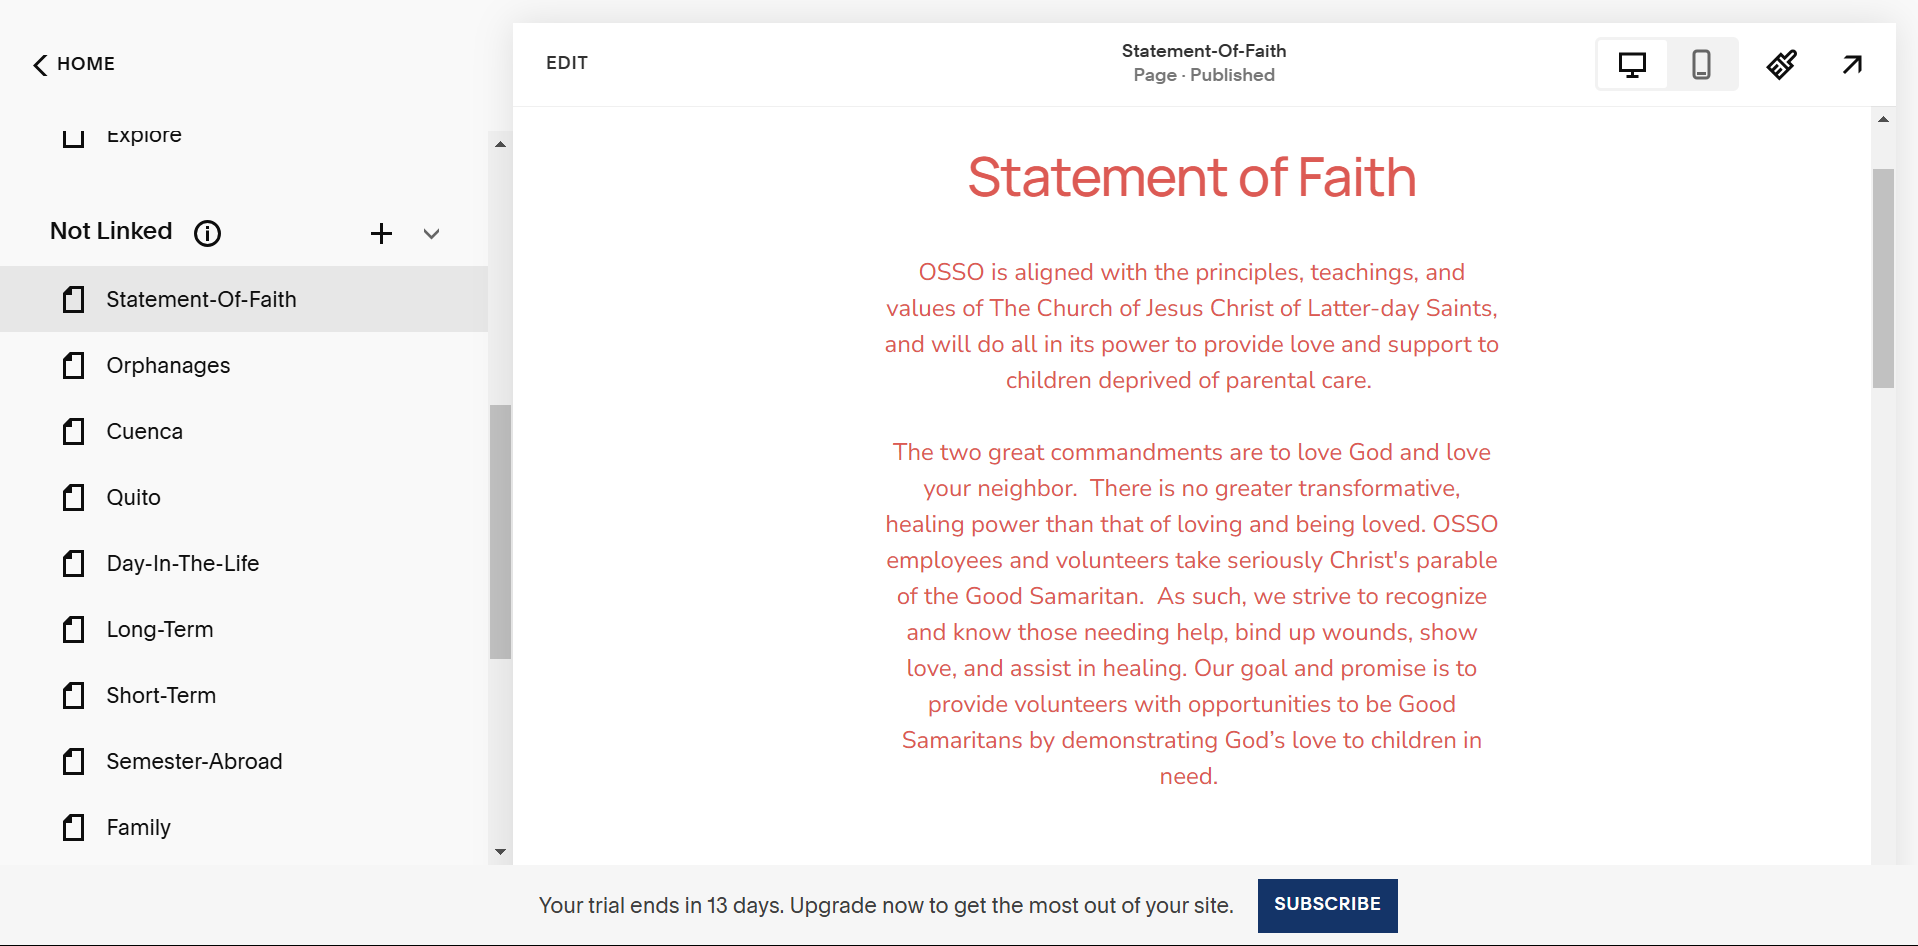 HOME
Explore
Not Linked
Statement-Of-Faith
Orphanages
Cuenca
Quito
Day-In-The-Life
Long-Term
Short-Term
Semester-Abroad
Family
EDIT
Statement-Of-Faith
Page · Published
Statement of Faith
OSSO is aligned with the principles, teachings, and
values of The Church of Jesus Christ of Latter-day Saints,
and will do all in its power to provide love and support to
children deprived of parental care.
The two great commandments are to love God and love
your neighbor.  There is no greater transformative,
healing power than that of loving and being loved. OSSO
employees and volunteers take seriously Christ's parable
of the Good Samaritan.  As such, we strive to recognize
and know those needing help, bind up wounds, show
love, and assist in healing. Our goal and promise is to
provide volunteers with opportunities to be Good
Samaritans by demonstrating God’s love to children in
need.
Your trial ends in 13 days. Upgrade now to get the most out of your site.
SUBSCRIBE